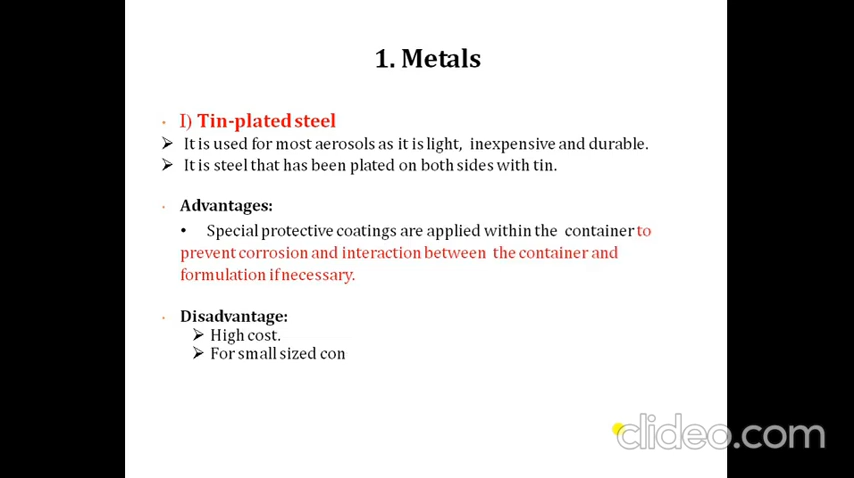 1. Metals
• I) Tin-plated steel
➢ It is used for most aerosols as it is light, inexpensive and durable.
➢ It is steel that has been plated on both sides with tin.
• Advantages:
• Special protective coatings are applied within the container to
prevent corrosion and interaction between the container and
formulation if necessary.
• Disadvantage:
➢ High cost.
➢ For small sized con
clideo.com